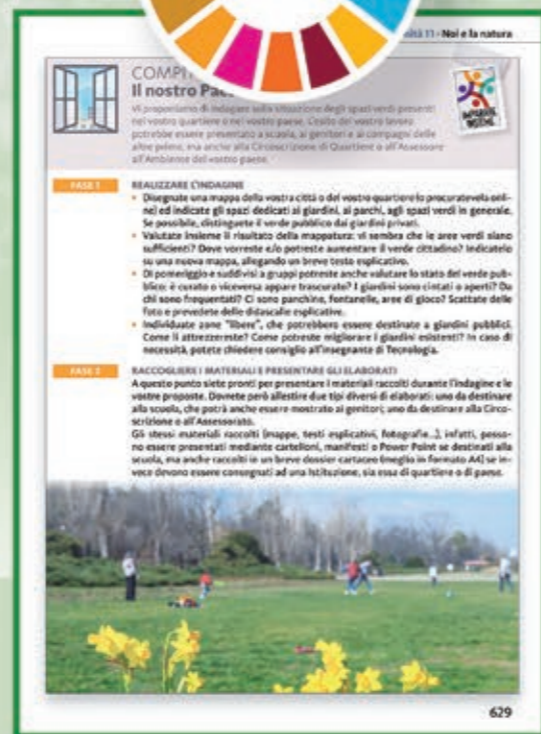 ità 11 • Noi e la natura
COMPI
Il nostro Pae
Vi proponiamo di indagare sulla situazione degli spazi verdi presenti
nel vostro quartiere o nel vostro paese. L'esito del vostro lavoro
potrebbe essere presentato a scuola, ai genitori e ai compagni delle
altre prime, ma anche alla Circoscrizione di Quartiere o all'Assessore
all'Ambiente del vostro paese.
IMPARARE
INSIEME
FASE 1
REALIZZARE L'INDAGINE
• Disegnate una mappa della vostra città o del vostro quartiere (o procuratevela onli-
ne) ed indicate gli spazi dedicati ai giardini, ai parchi, agli spazi verdi in generale.
Se possibile, distinguete il verde pubblico dai giardini privati.
• Valutate insieme il risultato della mappatura: vi sembra che le aree verdi siano
sufficienti? Dove vorreste e/o potreste aumentare il verde cittadino? Indicatelo
su una nuova mappa, allegando un breve testo esplicativo.
• Di pomeriggio e suddivisi a gruppi potreste anche valutare lo stato del verde pub-
blico: è curato o viceversa appare trascurato? I giardini sono cintati o aperti? Da
chi sono frequentati? Ci sono panchine, fontanelle, aree di gioco? Scattate delle
foto e prevedete delle didascalie esplicative.
• Individuate zone "libere", che potrebbero essere destinate a giardini pubblici.
Come li attrezzereste? Come potreste migliorare i giardini esistenti? In caso di
necessità, potete chiedere consiglio all'insegnante di Tecnologia.
FASE 2
RACCOGLIERE I MATERIALI E PRESENTARE GLI ELABORATI
A questo punto siete pronti per presentare i materiali raccolti durante l'indagine e le
vostre proposte. Dovrete però allestire due tipi diversi di elaborati: uno da destinare
alla scuola, che potrà anche essere mostrato ai genitori; uno da destinare alla Circo-
scrizione o all'Assessorato.
Gli stessi materiali raccolti (mappe, testi esplicativi, fotografie...), infatti, posso-
no essere presentati mediante cartelloni, manifesti o Power Point se destinati alla
scuola, ma anche raccolti in un breve dossier cartaceo (meglio in formato A4) se in-
vece devono essere consegnati ad una Istituzione, sia essa di quartiere o di paese.
629